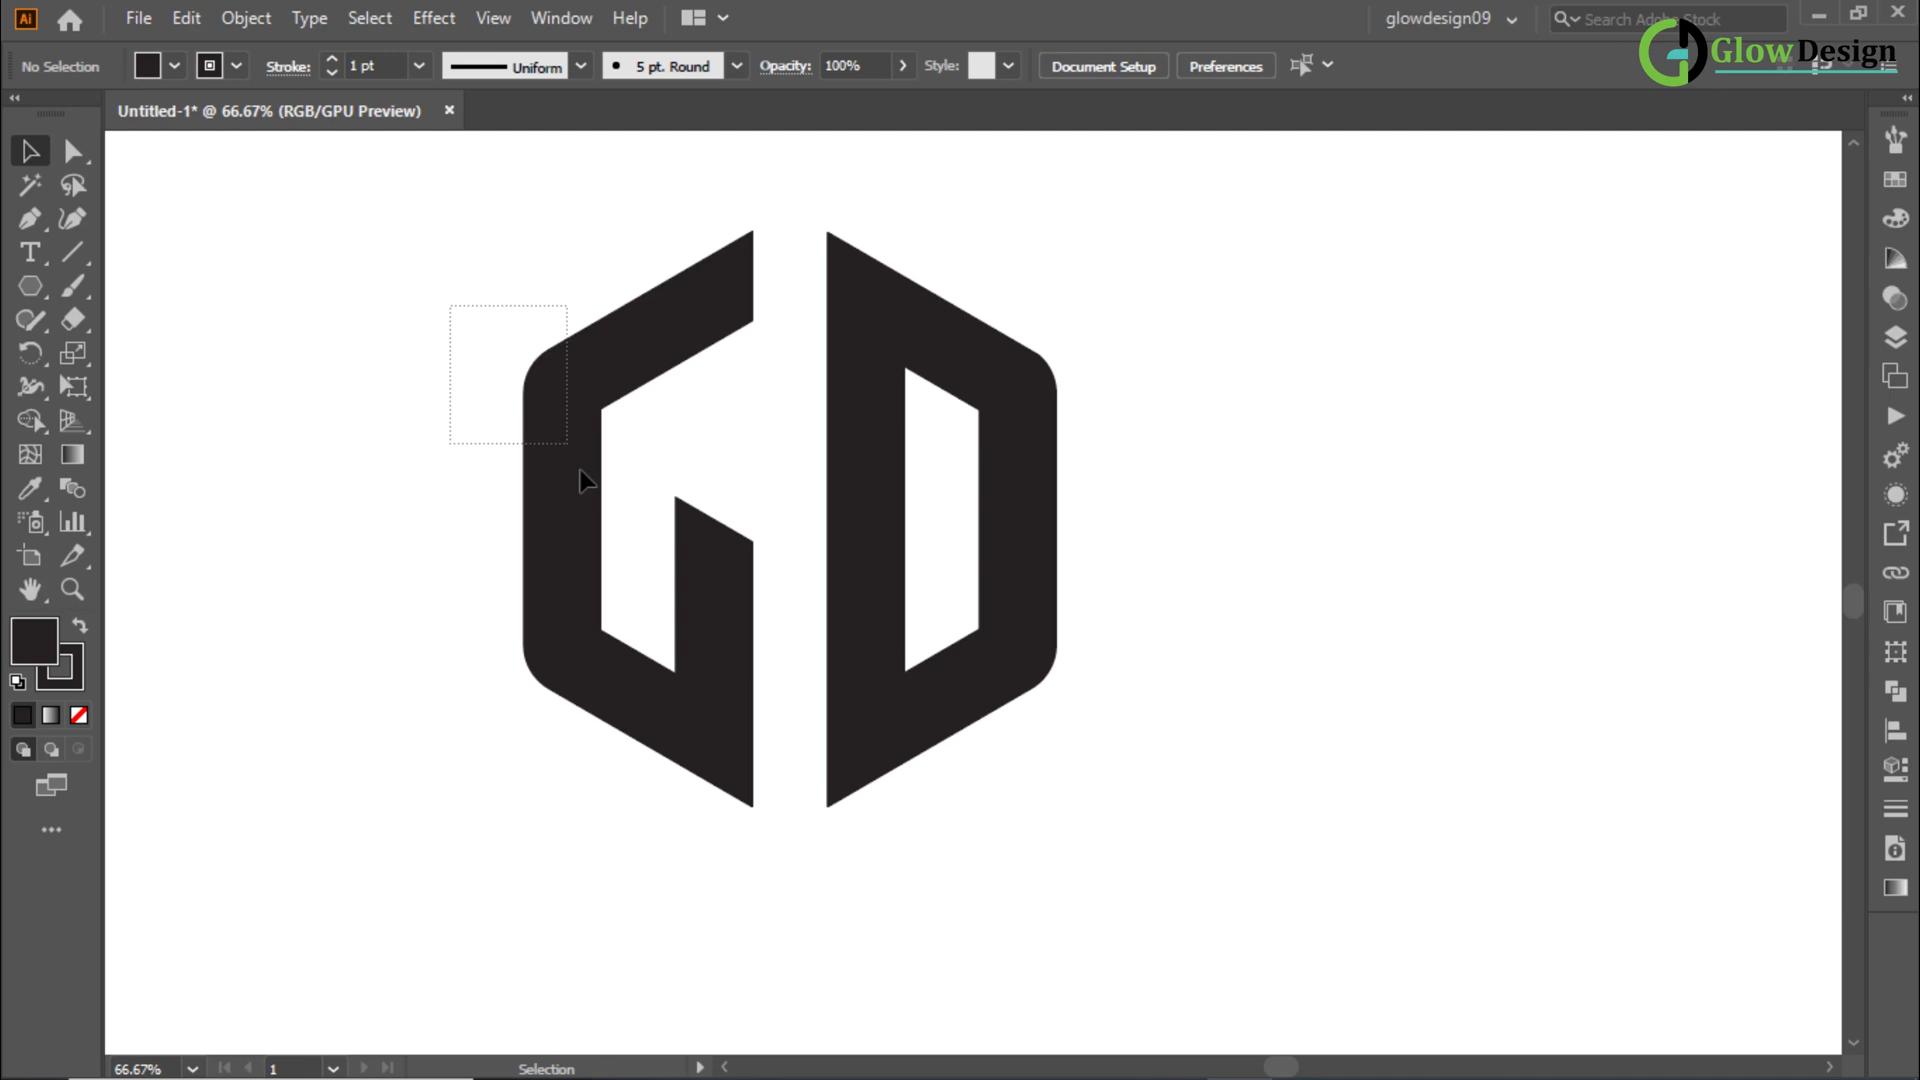 Ai File Edit Object Type Select Effect View Window Help glowdesign09 Search Adobe Stock
No Selection Stroke: 1 pt Uniform 5 pt. Round Opacity: 100% Style: Document Setup Preferences
Glow Design
Untitled-1* @ 66.67% (RGB/GPU Preview)
GD
66.67% 1 Selection